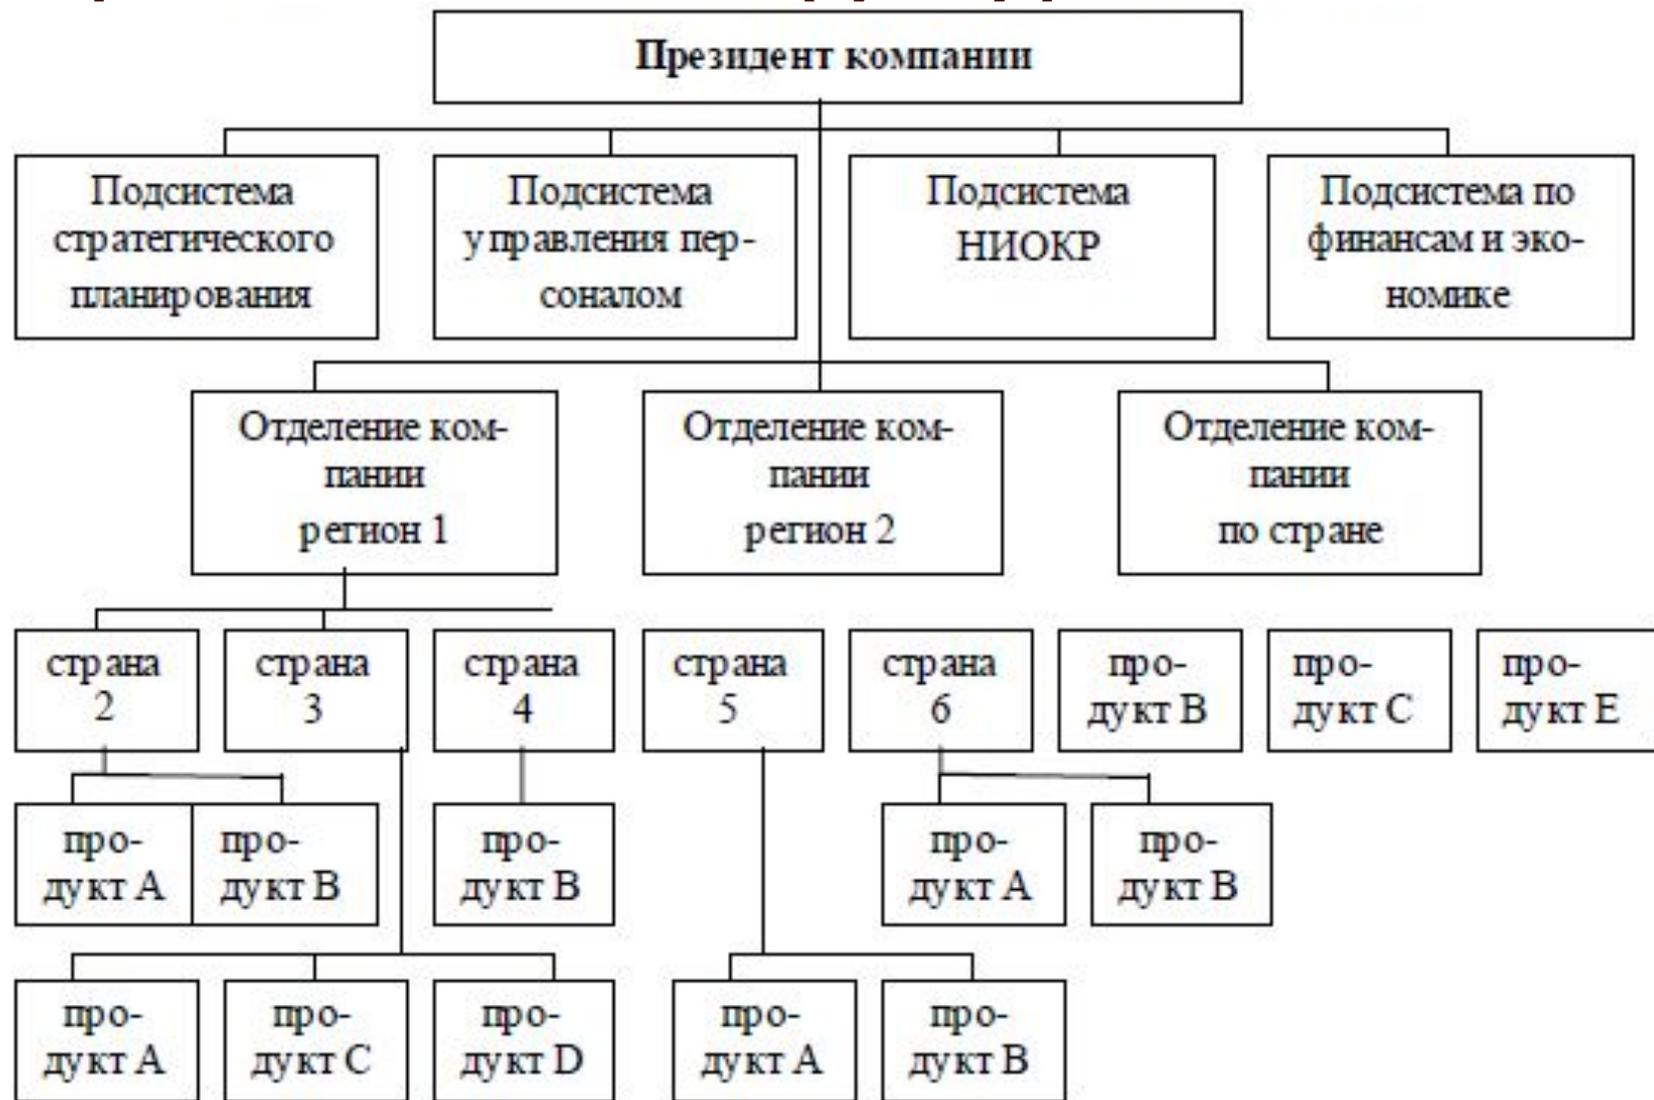 Президент компании
Подсистема
стратегического
планирования
Подсистема
управления пер-
соналом
Подсистема
НИОКР
Подсистема по
финансам и эко-
номике
Отделение ком-
пании
регион 1
Отделение ком-
пании
регион 2
Отделение ком-
пании
по стране
страна
2
страна
3
страна
4
страна
5
страна
6
про-
дукт В
про-
дукт С
про-
дукт Е
про-
дукт А
про-
дукт В
про-
дукт В
про-
дукт А
про-
дукт В
про-
дукт А
про-
дукт С
про-
дукт D
про-
дукт А
про-
дукт В